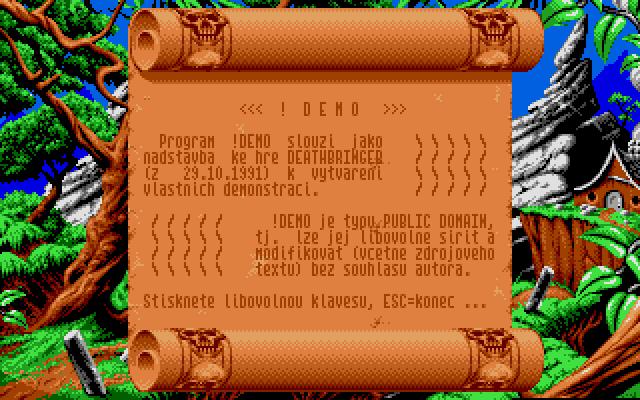 <<< ! D E M O >>>
Program !DEMO slouzi jako
nadstavba ke hre DEATHBRINGER
(z 29.10.1991) k vytvareni
vlastnich demonstraci.
!DEMO je typu PUBLIC DOMAIN,
tj. lze jej libovolne sirit a
modifikovat (vcetne zdrojoveho
textu) bez souhlasu autora.
Stisknete libovolnou klavesu, ESC=konec ...